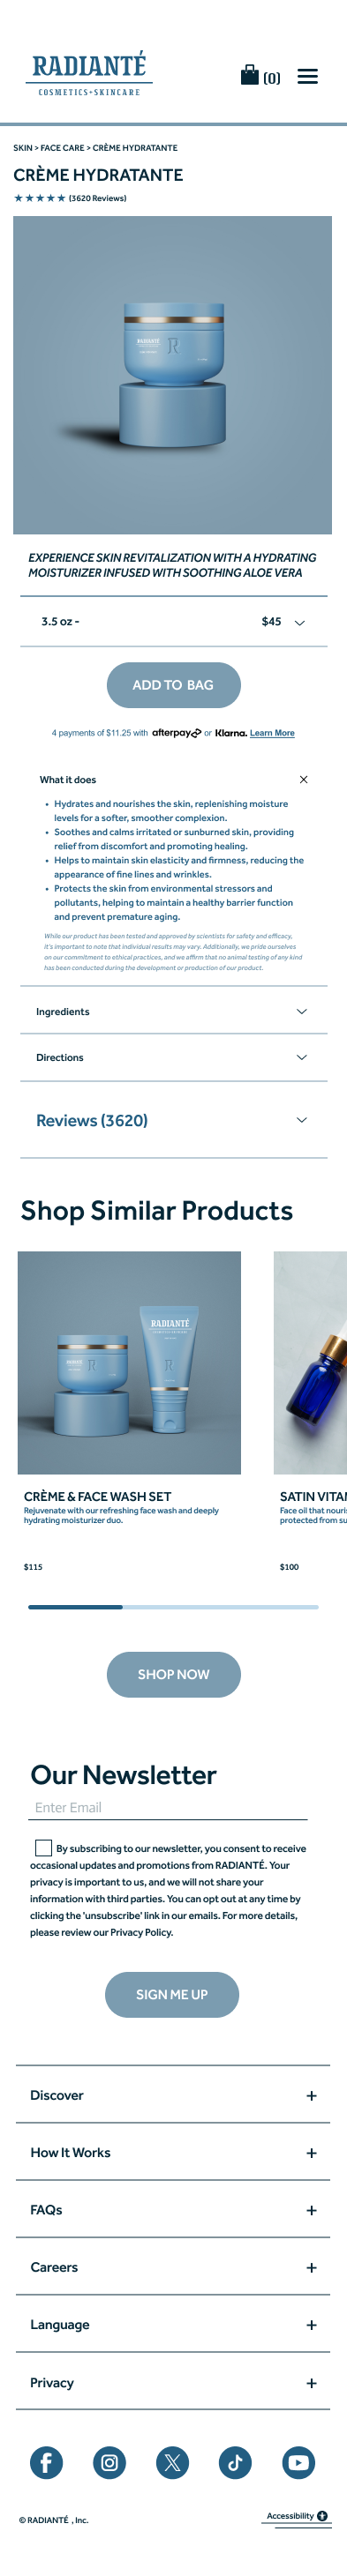 RADIANTÉ
COSMETICS•SKINCARE
(0)
SKIN > FACE CARE > CRÈME HYDRATANTE
CRÈME HYDRATANTE
★★★★★ (3620 Reviews)
RADIANTÉ
EXPERIENCE SKIN REVITALIZATION WITH A HYDRATING
MOISTURIZER INFUSED WITH SOOTHING ALOE VERA
3.5 oz - $45
ADD TO BAG
4 payments of $11.25 with afterpay or Klarna. Learn More
What it does
• Hydrates and nourishes the skin, replenishing moisture
levels for a softer, smoother complexion.
• Soothes and calms irritated or sunburned skin, providing
relief from discomfort and promoting healing.
• Helps to maintain skin elasticity and firmness, reducing the
appearance of fine lines and wrinkles.
• Protects the skin from environmental stressors and
pollutants, helping to maintain a healthy barrier function
and prevent premature aging.
While our product has been tested and approved by scientists for safety and efficacy,
it's important to note that individual results may vary. Additionally, we pride ourselves
on our commitment to ethical practices, and we affirm that no animal testing of any kind
has been conducted during the development or production of our product.
Ingredients
Directions
Reviews (3620)
Shop Similar Products
RADIANTÉ
RADIANTÉ
CRÈME & FACE WASH SET
Rejuvenate with our refreshing face wash and deeply
hydrating moisturizer duo.
$115
SATIN VITA
Face oil that nouri
protected from su
$100
SHOP NOW
Our Newsletter
Enter Email
By subscribing to our newsletter, you consent to receive
occasional updates and promotions from RADIANTÉ. Your
privacy is important to us, and we will not share your
information with third parties. You can opt out at any time by
clicking the 'unsubscribe' link in our emails. For more details,
please review our Privacy Policy.
SIGN ME UP
Discover +
How It Works +
FAQs +
Careers +
Language +
Privacy +
© RADIANTÉ , Inc.
Accessibility